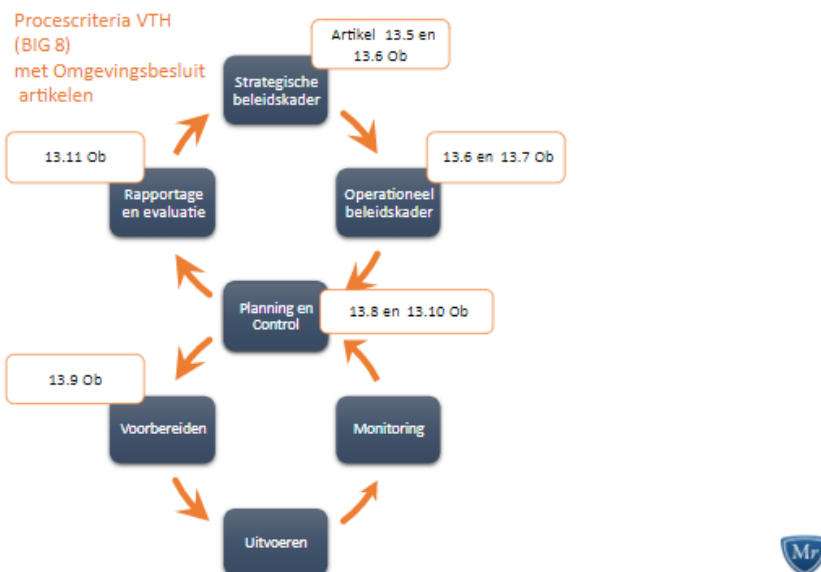 Procescriteria VTH
(BIG 8)
met Omgevingsbesluit
artikelen
Artikel 13.5 en
13.6 Ob
Strategische
beleidskader
13.11 Ob
13.6 en 13.7 Ob
Rapportage
en evaluatie
Operationeel
beleidskader
Planning en
Control
13.8 en 13.10 Ob
13.9 Ob
Voorbereiden
Monitoring
Uitvoeren
Mr